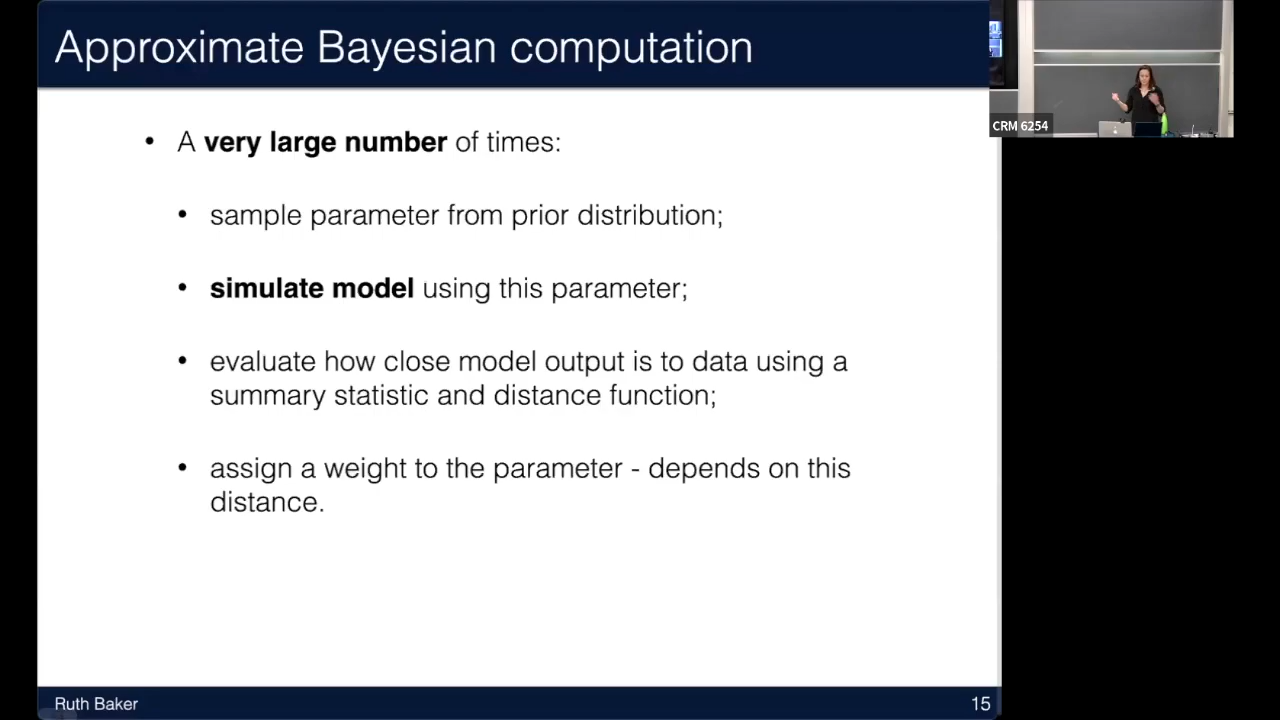 Approximate Bayesian computation
CRM 6254
• A very large number of times:
• sample parameter from prior distribution;
• simulate model using this parameter;
• evaluate how close model output is to data using a
summary statistic and distance function;
• assign a weight to the parameter - depends on this
distance.
Ruth Baker
15